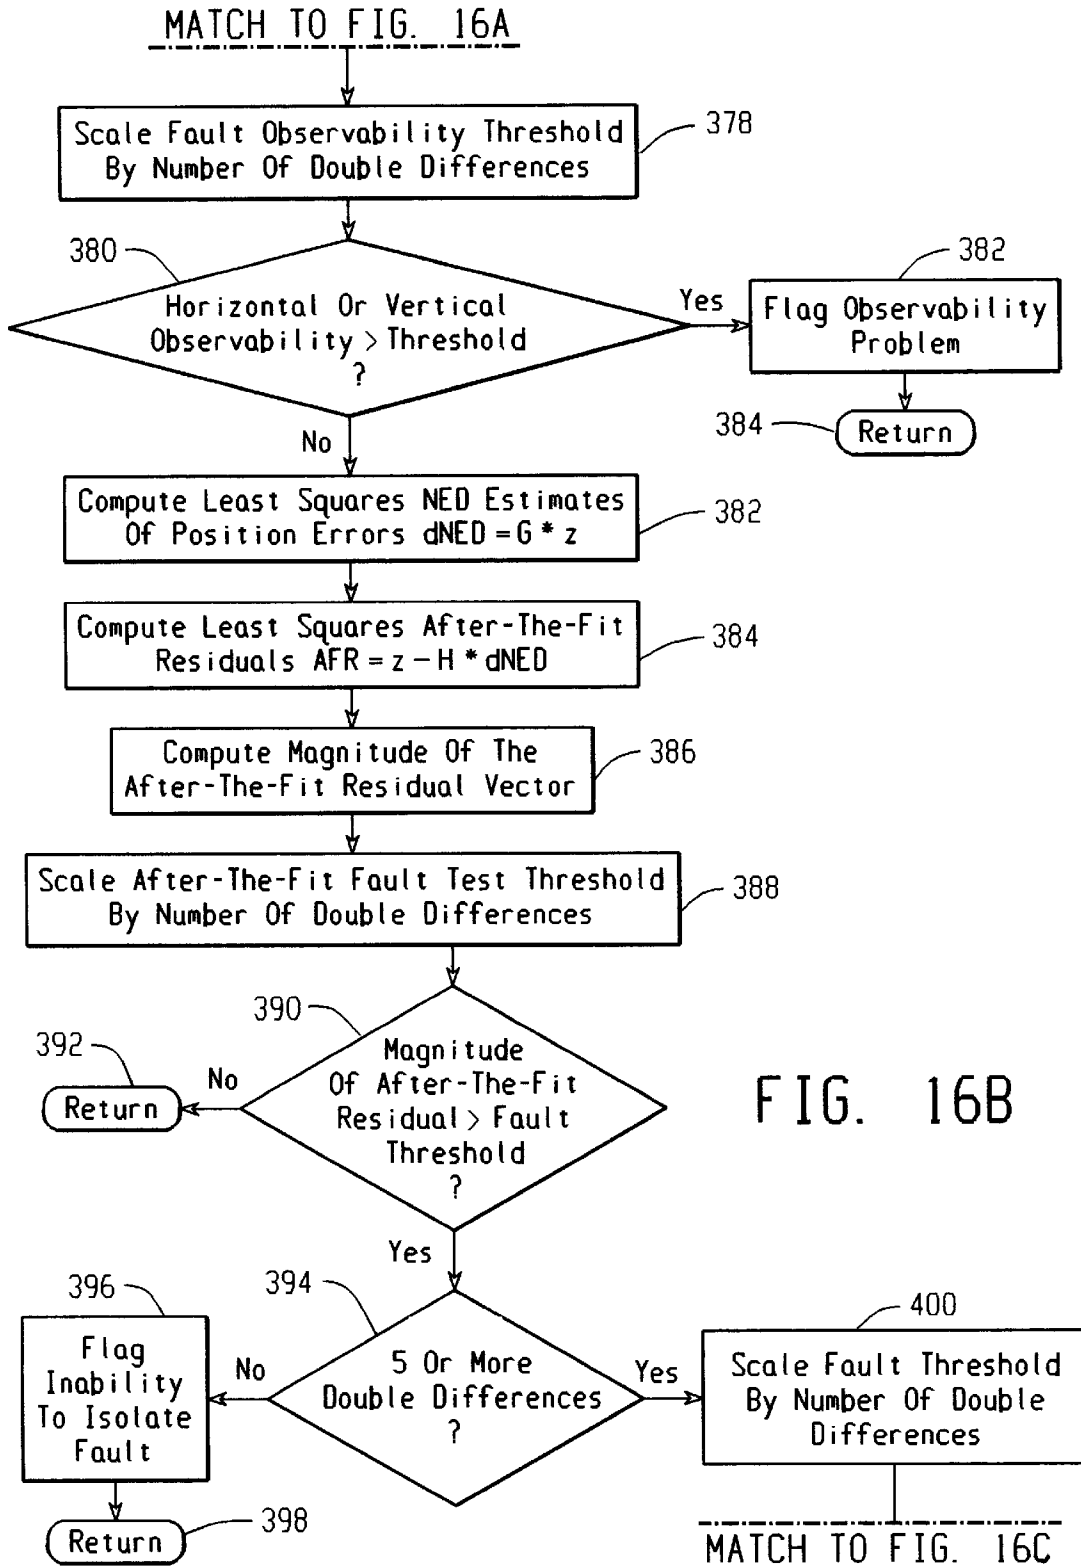 MATCH TO FIG. 16A
Scale Fault Observability Threshold
By Number Of Double Differences
378
380
Horizontal Or Vertical
Observability > Threshold
?
Yes
382
Flag Observability
Problem
384
Return
No
Compute Least Squares NED Estimates
Of Position Errors dNED = G * z
382
Compute Least Squares After-The-Fit
Residuals AFR = z - H * dNED
384
Compute Magnitude Of The
After-The-Fit Residual Vector
386
Scale After-The-Fit Fault Test Threshold
By Number Of Double Differences
388
390
Magnitude
Of After-The-Fit
Residual > Fault
Threshold
?
392
No
Return
FIG. 16B
Yes
394
5 Or More
Double Differences
?
396
No
Flag
Inability
To Isolate
Fault
Return
398
Yes
400
Scale Fault Threshold
By Number Of Double
Differences
MATCH TO FIG. 16C